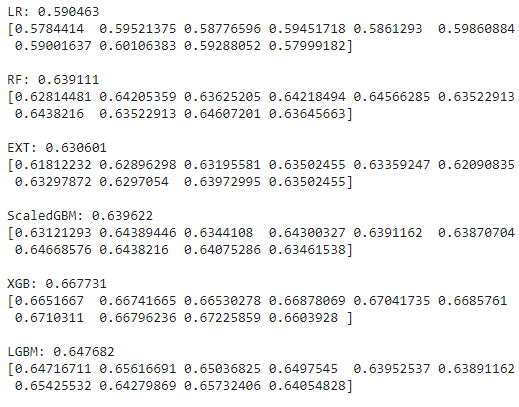 LR: 0.590463
[0.5784414  0.59521375 0.58776596 0.59451718 0.5861293  0.59860884
 0.59001637 0.60106383 0.59288052 0.57999182]
RF: 0.639111
[0.62814481 0.64205359 0.63625205 0.64218494 0.64566285 0.63522913
 0.6438216  0.63522913 0.64607201 0.63645663]
EXT: 0.630601
[0.61812232 0.62896298 0.63195581 0.63502455 0.63359247 0.62090835
 0.63297872 0.6297054  0.63972995 0.63502455]
ScaledGBM: 0.639622
[0.63121293 0.64389446 0.6344108  0.64300327 0.6391162  0.63870704
 0.64668576 0.6438216  0.64075286 0.63461538]
XGB: 0.667731
[0.6651667  0.66741665 0.66530278 0.66878069 0.67041735 0.6685761
 0.6710311  0.66796236 0.67225859 0.6603928 ]
LGBM: 0.647682
[0.64716711 0.65616691 0.65036825 0.6497545  0.63952537 0.63891162
 0.65425532 0.64279869 0.65732406 0.64054828]